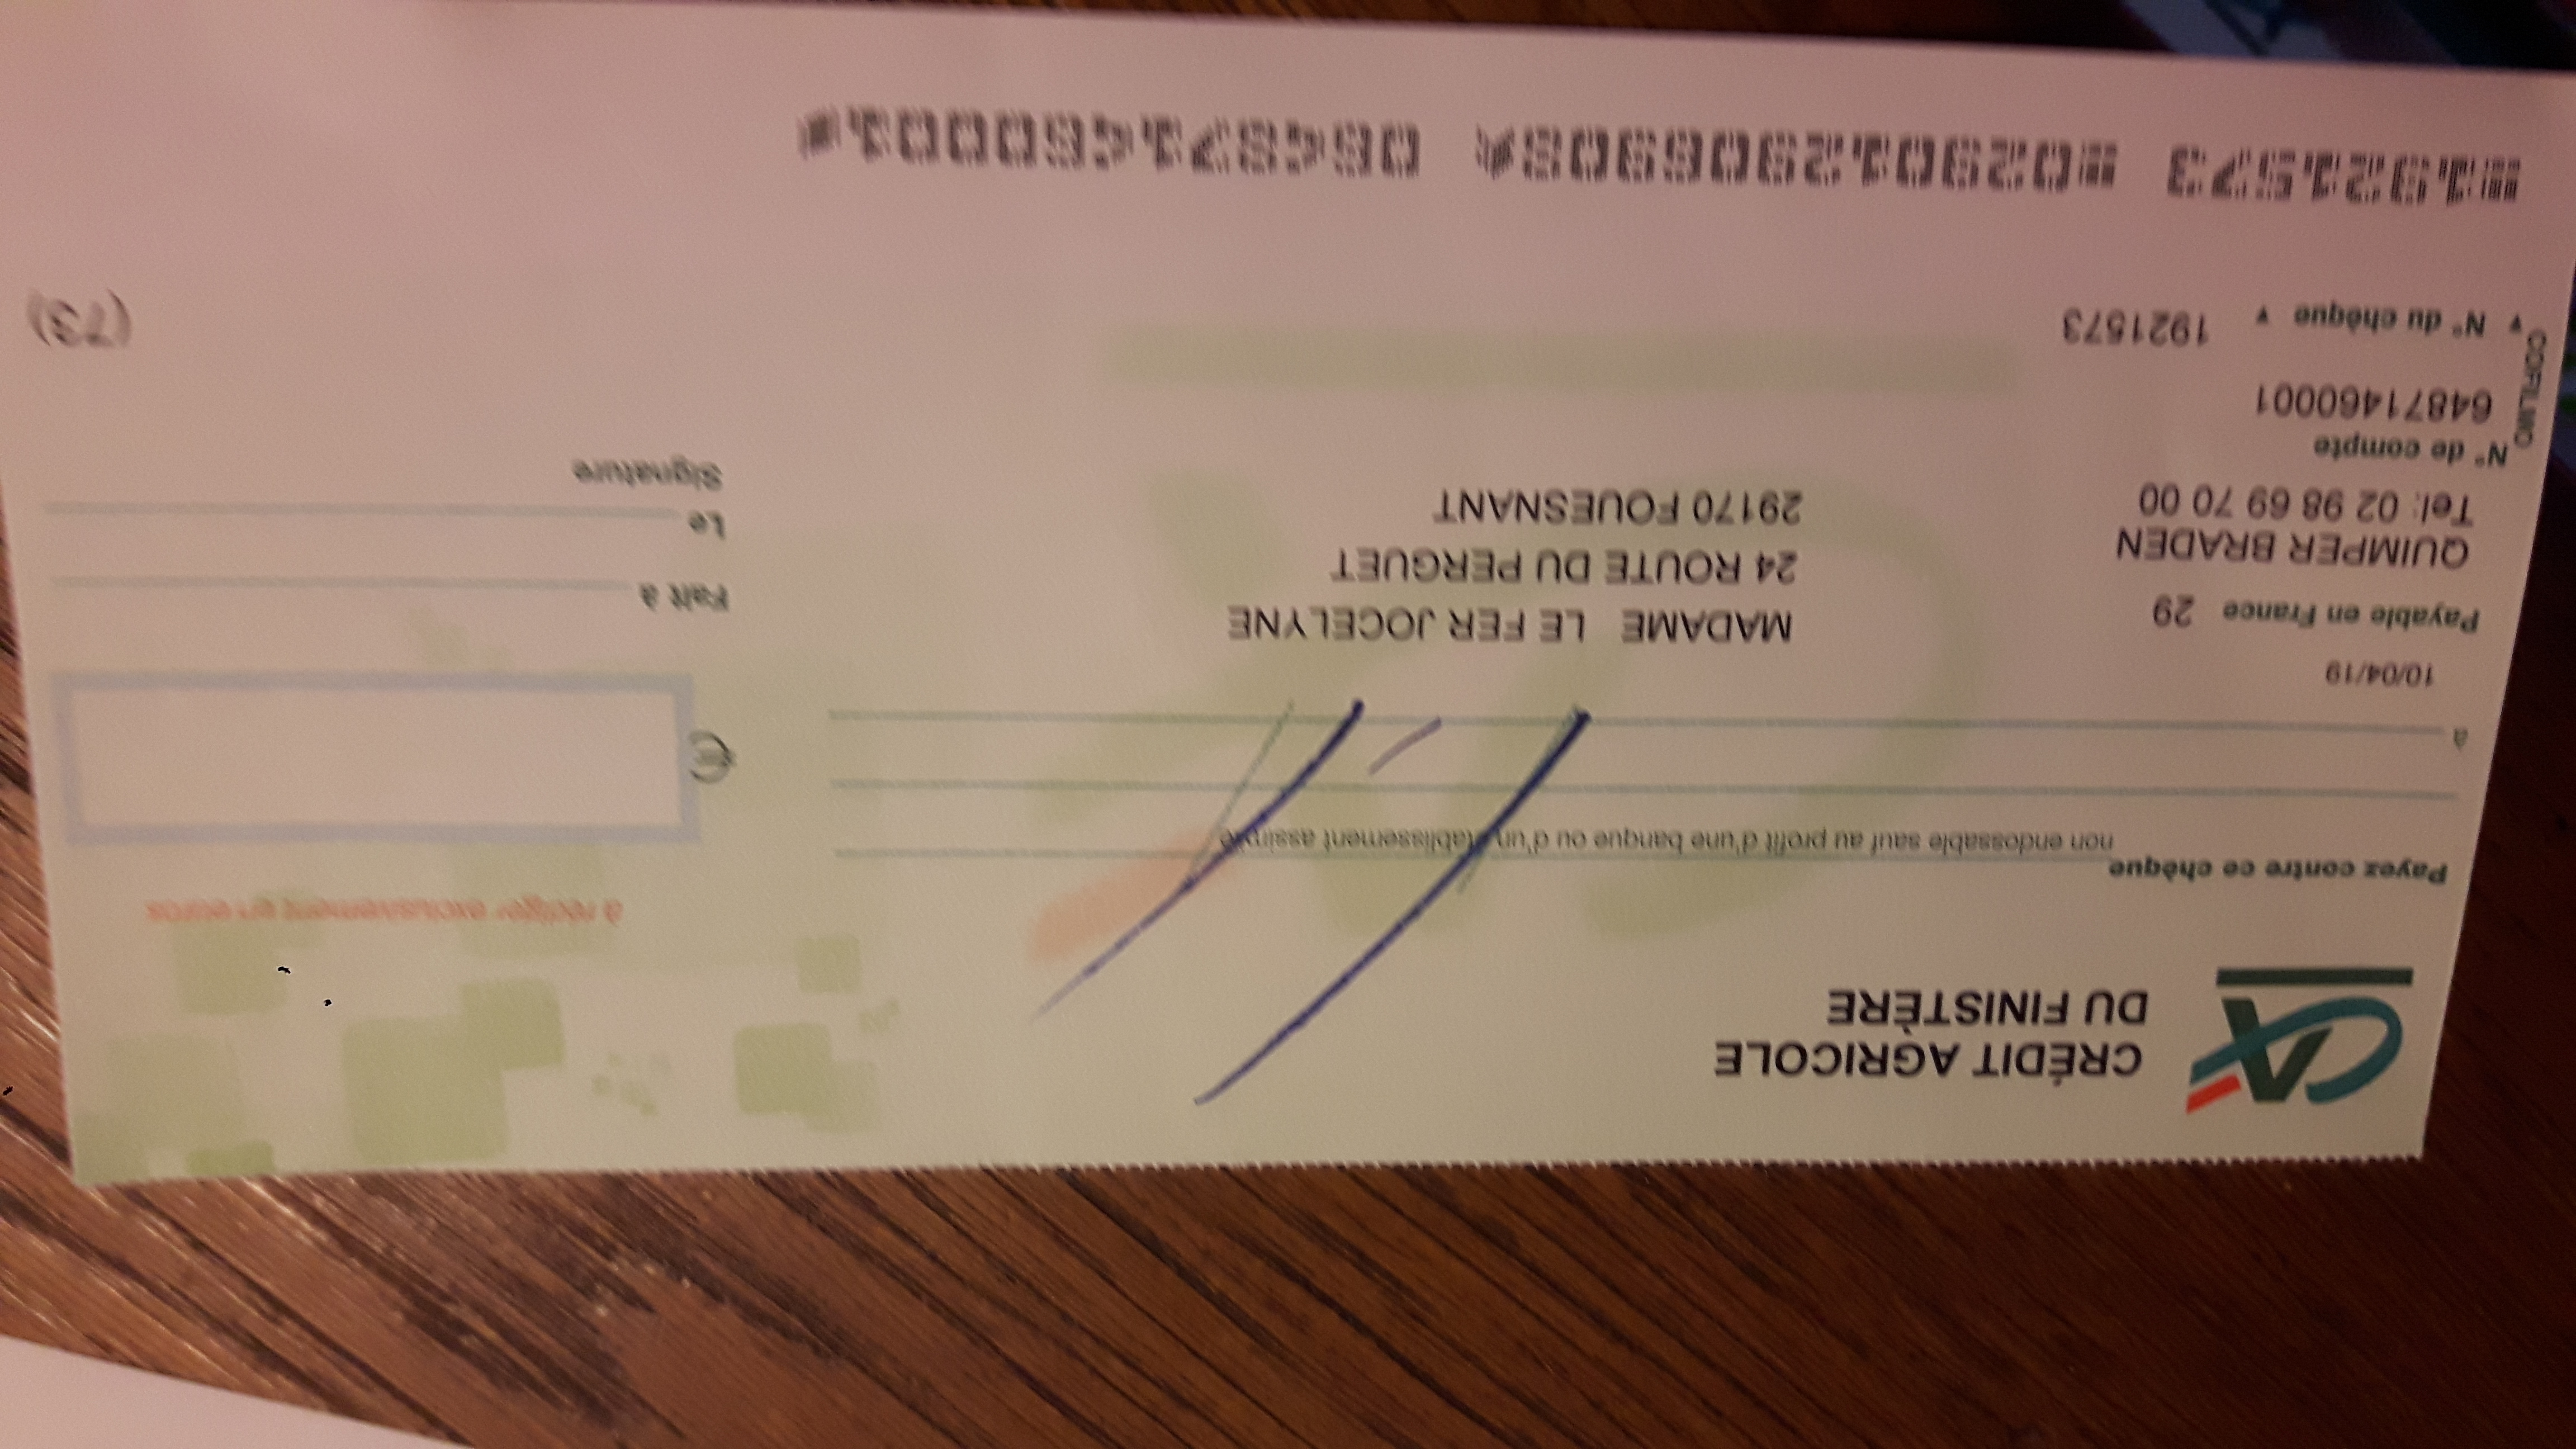 CRÉDIT AGRICOLE
DU FINISTÈRE
à rédiger exclusivement en euros
Payez contre ce chèque
non endossable sauf au profit d'une banque ou d'un établissement assimilé
€
à
10/04/19
Payable en France 29
QUIMPER BRADEN
Tel: 02 98 69 70 00
N° de compte
64871460001
N° du chèque
1921573
COFILMO
MADAME LE FER JOCELYNE
24 ROUTE DU PERGUET
29170 FOUESNANT
Fait à
Le
Signature
(73)
1921573 029012906908 064871460001